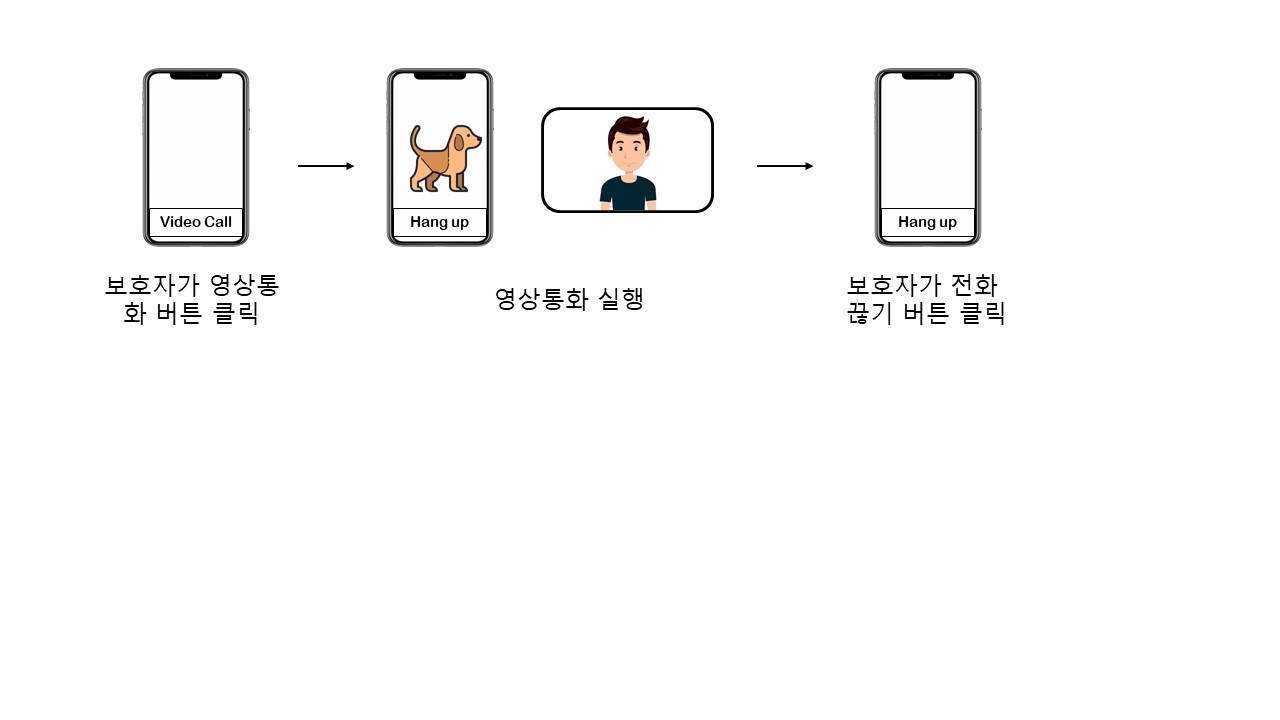 Video Call
Hang up
Hang up
보호자가 영상통
화 버튼 클릭
영상통화 실행
보호자가 전화
끊기 버튼 클릭